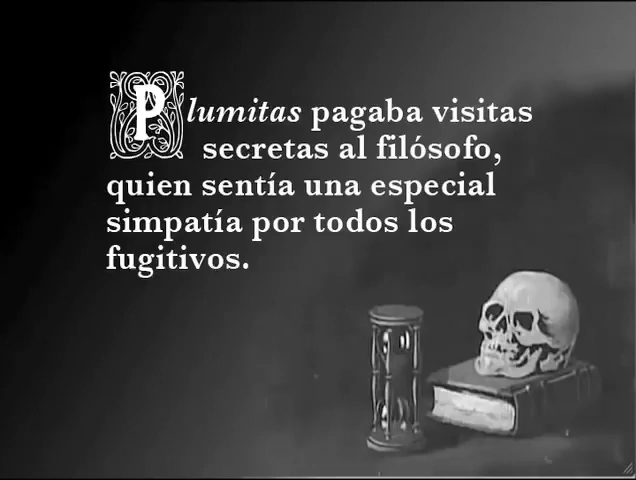 Plumitas pagaba visitas
secretas al filósofo,
quien sentía una especial
simpatía por todos los
fugitivos.